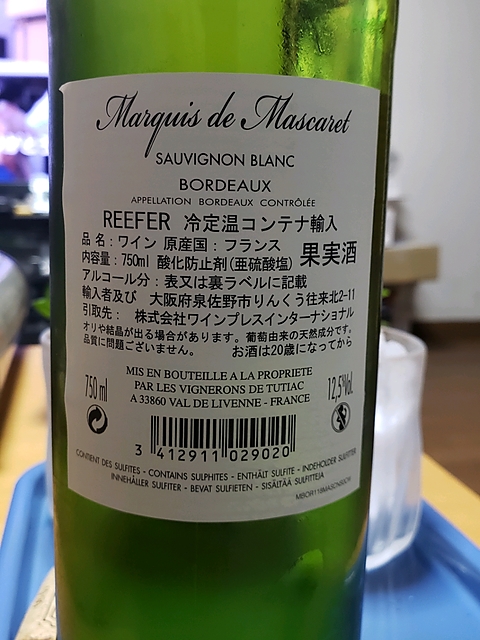 Marquis de Mascaret
SAUVIGNON BLANC
BORDEAUX
APPELLATION BORDEAUX CONTRÔLÉE
REEFER 冷定温コンテナ輸入
品 名：ワイン 原産国：フランス
内容量：750ml 酸化防止剤(亜硫酸塩) 果実酒
アルコール分：表又は裏ラベルに記載
輸入者及び 大阪府泉佐野市りんくう往来北2-11
引取先： 株式会社ワインプレスインターナショナル
オリや結晶が出る場合があります。葡萄由来の天然成分です。
品質に問題ございません。 お酒は20歳になってから
MIS EN BOUTEILLE A LA PROPRIETE
PAR LES VIGNERONS DE TUTIAC
A 33860 VAL DE LIVENNE - FRANCE
750 ml
12,5%Vol.
3 412911 029020
CONTIENT DES SULFITES - CONTAINS SULPHITES - ENTHÄLT SULFITE - INDEHOLDER SULFITTER
INNEHÅLLER SULFITER - BEVAT SULFIETEN - SISÄLTÄÄ SULFIITTEJA